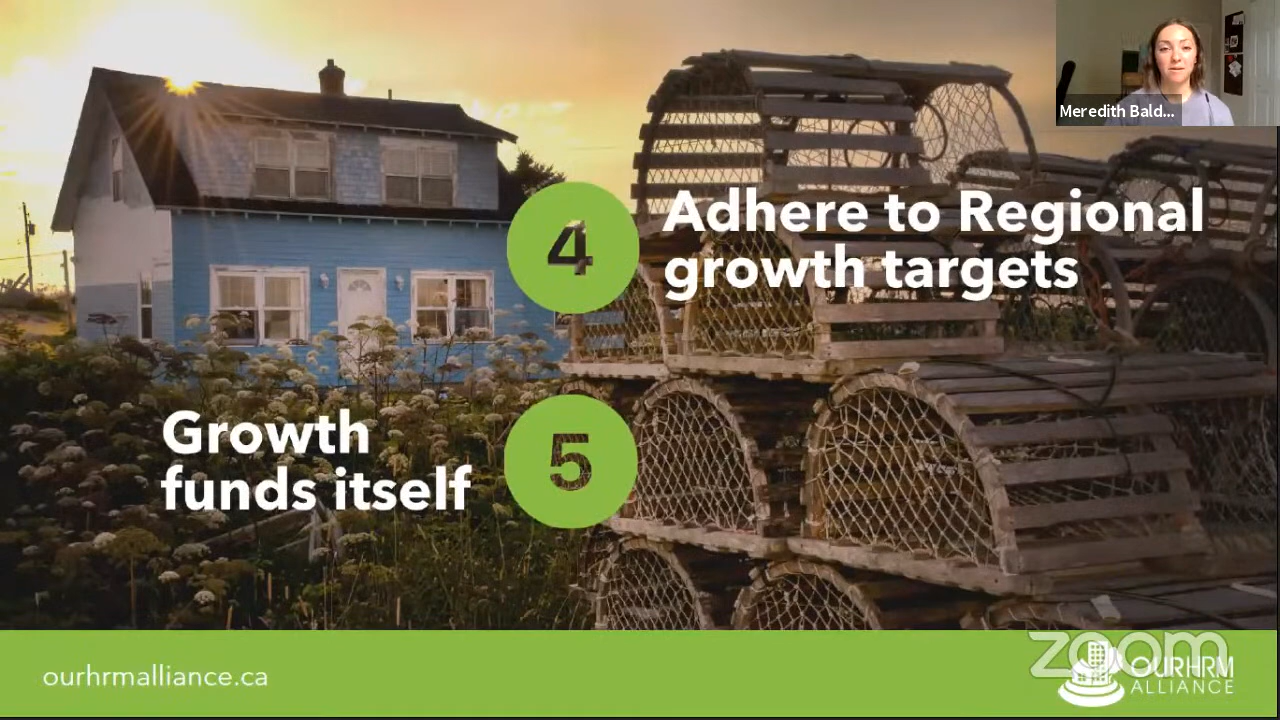 Meredith Bald...
4
Adhere to Regional
growth targets
Growth
funds itself
5
ourhrmalliance.ca
zoom
OURHRM
ALLIANCE